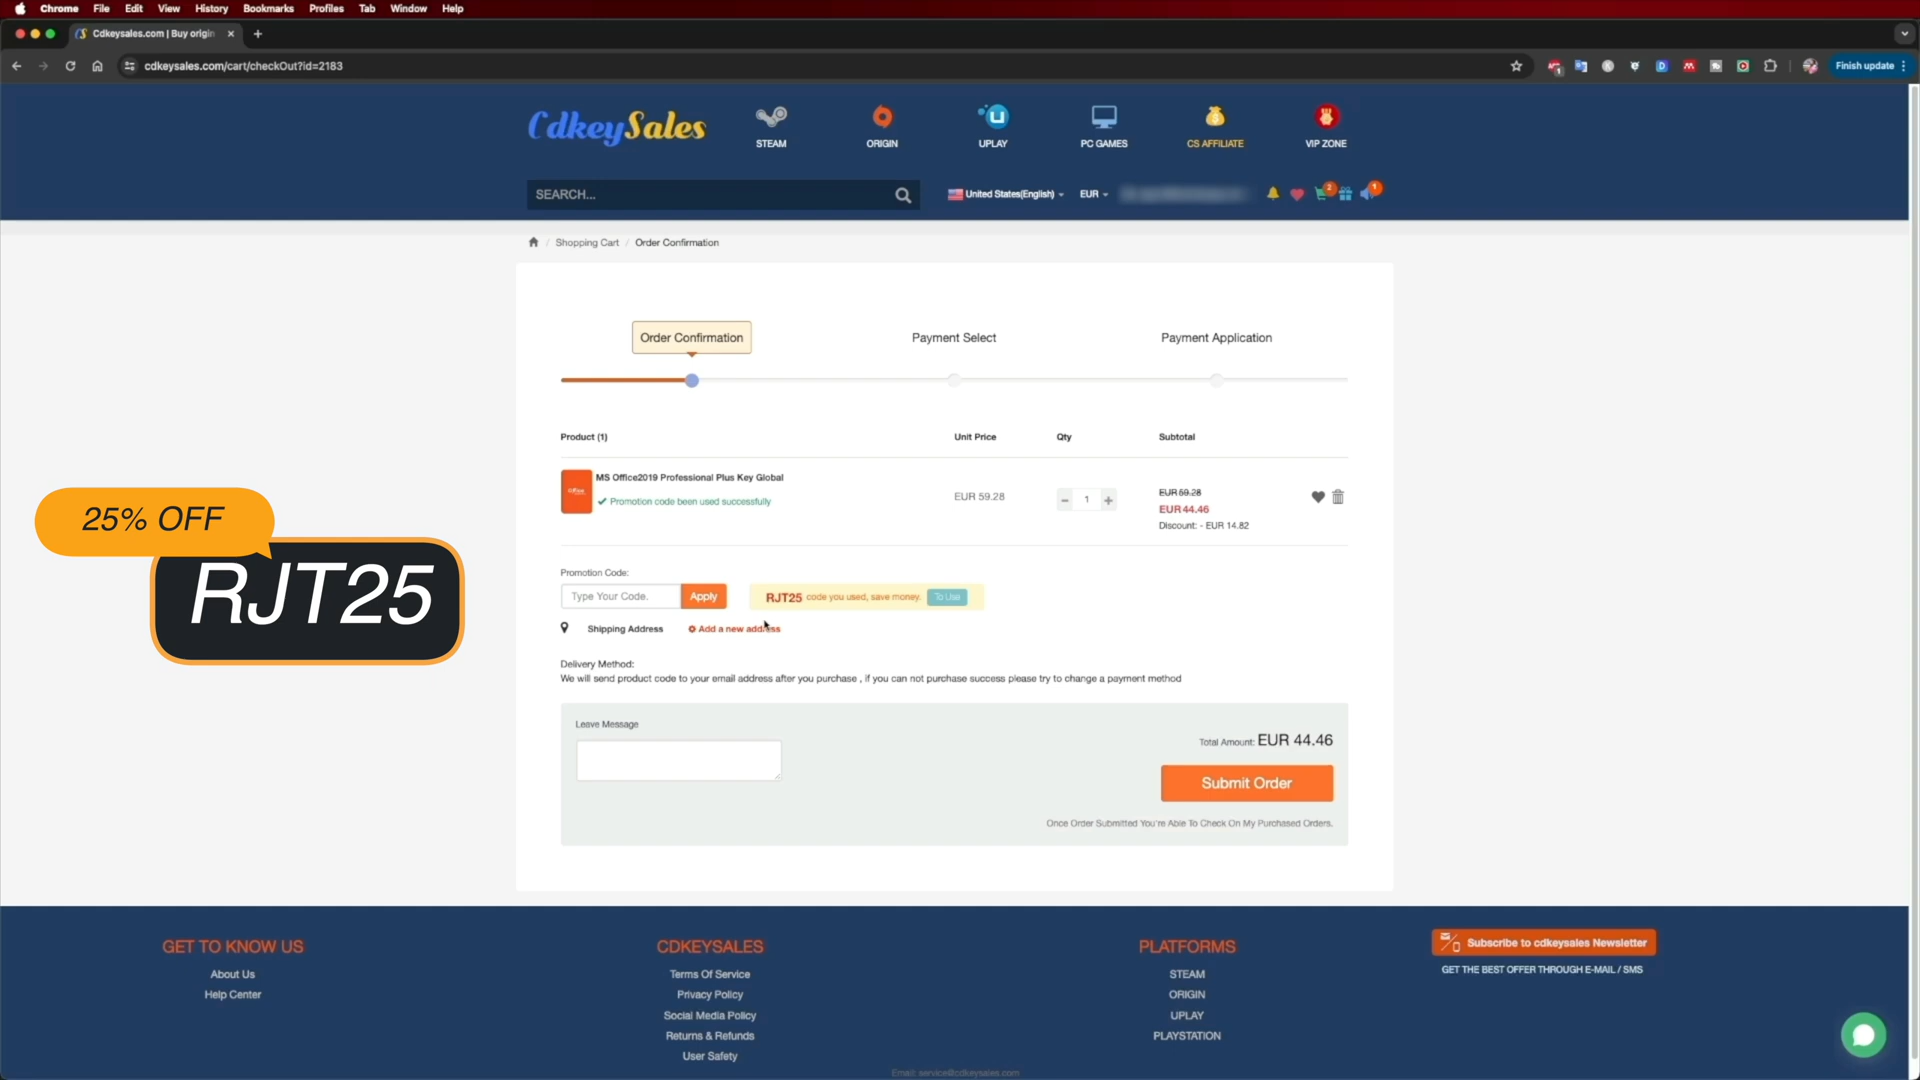 Chrome File Edit View History Bookmarks Profiles Tab Window Help
Cdkeysales.com | Buy origin
cdkeysales.com/cart/checkOut?id=2183
Finish update
CdkeySales
STEAM
ORIGIN
UPLAY
PC GAMES
CS AFFILIATE
VIP ZONE
SEARCH...
United States(English)
EUR
2
1
Shopping Cart / Order Confirmation
Order Confirmation
Payment Select
Payment Application
Product (1)
Unit Price
Qty
Subtotal
MS Office2019 Professional Plus Key Global
Promotion code been used successfully
EUR 59.28
- 1 +
EUR 59.28
EUR 44.46
Discount: - EUR 14.82
25% OFF
RJT25
Promotion Code:
Type Your Code.
Apply
RJT25 code you used, save money.
To Use
Shipping Address
Add a new address
Delivery Method:
We will send product code to your email address after you purchase , if you can not purchase success please try to change a payment method
Leave Message
Total Amount: EUR 44.46
Submit Order
Once Order Submitted You're Able To Check On My Purchased Orders.
GET TO KNOW US
About Us
Help Center
CDKEYSALES
Terms Of Service
Privacy Policy
Social Media Policy
Returns & Refunds
User Safety
PLATFORMS
STEAM
ORIGIN
UPLAY
PLAYSTATION
Subscribe to cdkeysales Newsletter
GET THE BEST OFFER THROUGH E-MAIL / SMS
Email: service@cdkeysales.com